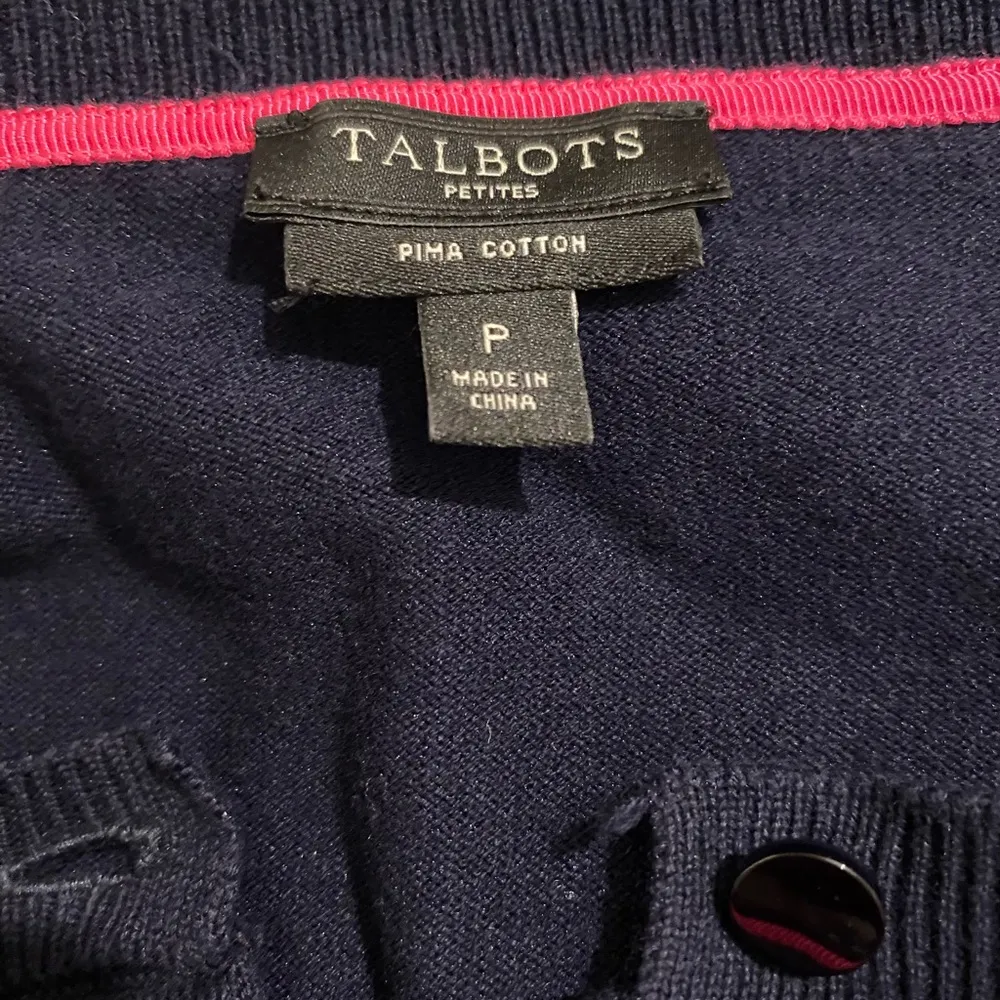 TALBOTS
PETITES
PIMA COTTON
P
MADE IN
CHINA